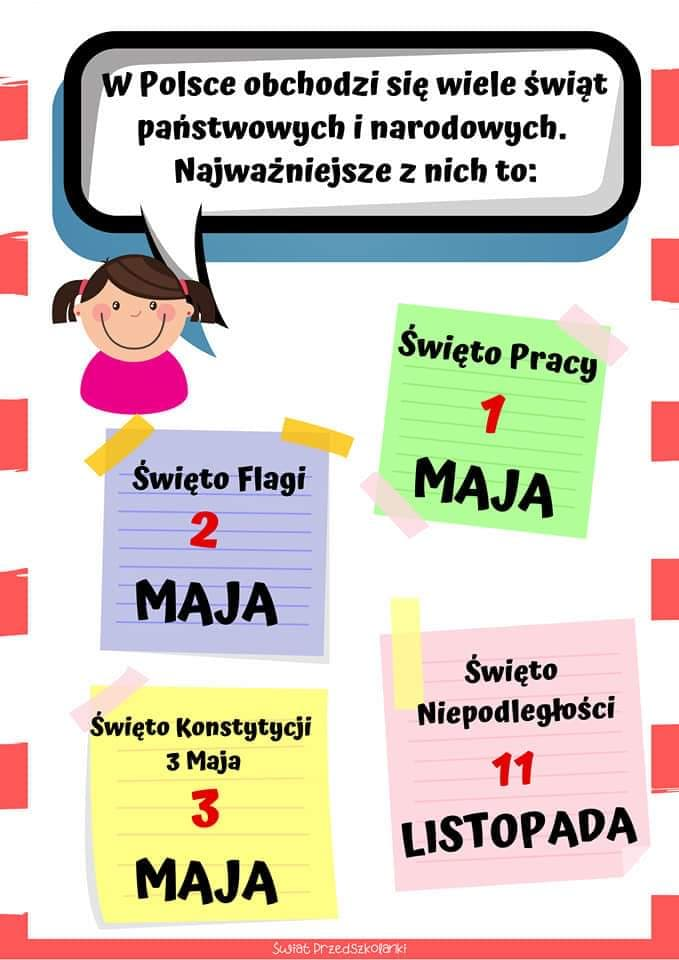 W Polsce obchodzi się wiele świąt
państwowych i narodowych.
Najważniejsze z nich to:
Święto Pracy
1
MAJA
Święto Flagi
2
MAJA
Święto Konstytycji
3 Maja
3
MAJA
Święto
Niepodległości
11
LISTOPADA
Świat Przedszkolanki